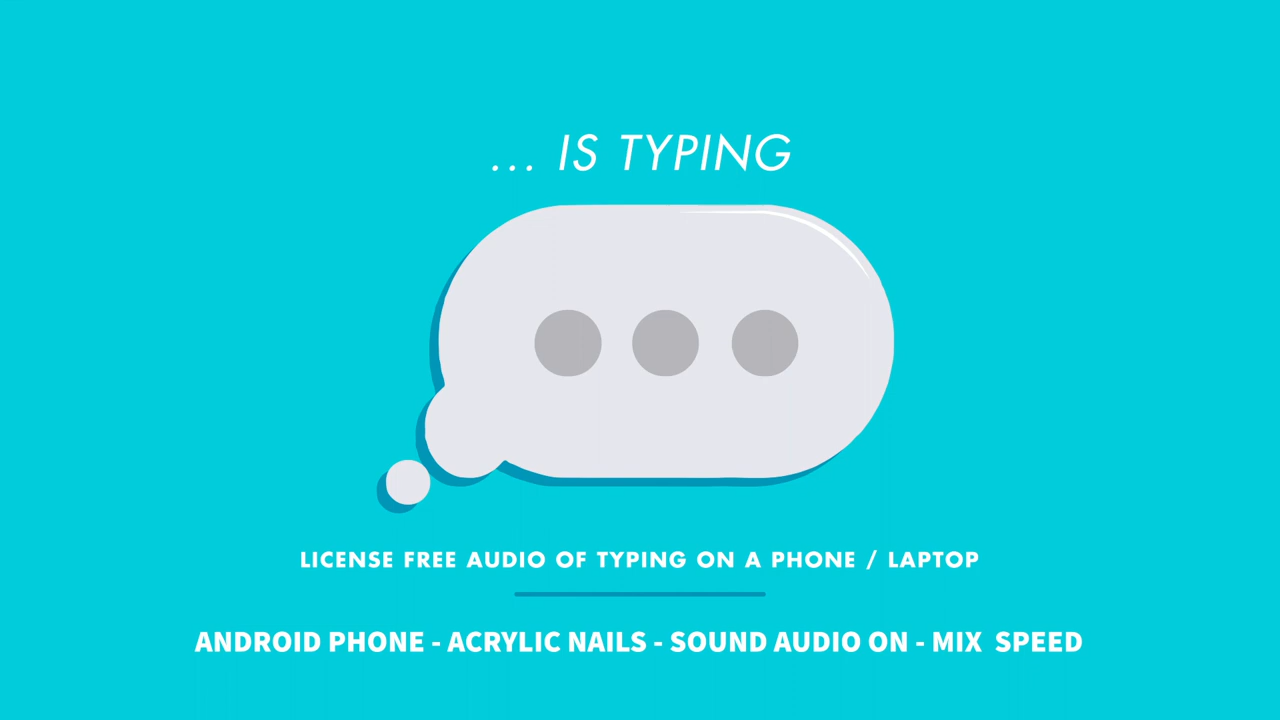 ... IS TYPING
LICENSE FREE AUDIO OF TYPING ON A PHONE / LAPTOP
ANDROID PHONE - ACRYLIC NAILS - SOUND AUDIO ON - MIX  SPEED